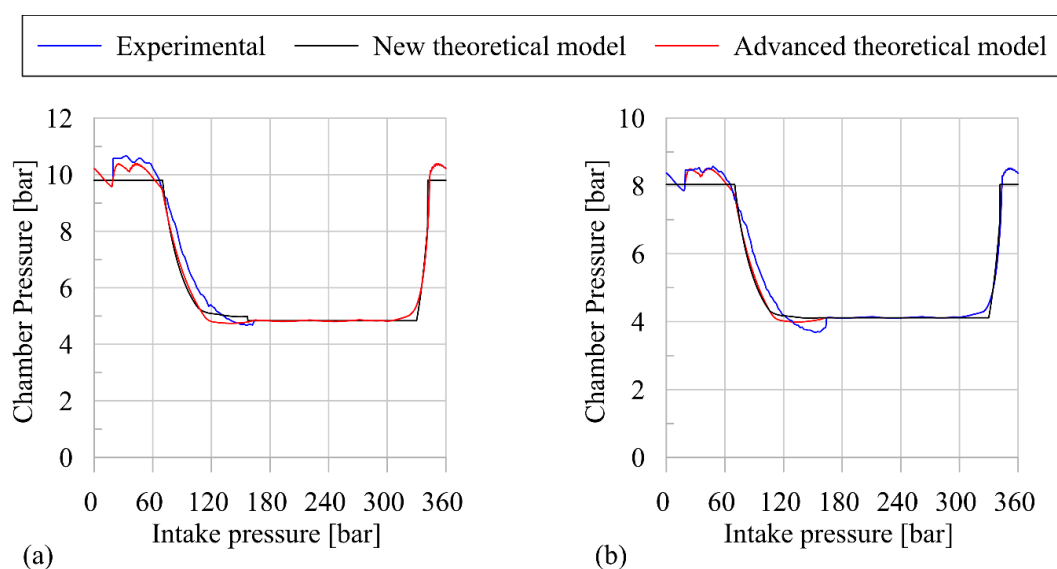 Experimental New theoretical model Advanced theoretical model
12
10
8
6
4
2
0
Chamber Pressure [bar]
0 60 120 180 240 300 360
Intake pressure [bar]
(a)
10
8
6
4
2
0
Chamber Pressure [bar]
0 60 120 180 240 300 360
Intake pressure [bar]
(b)